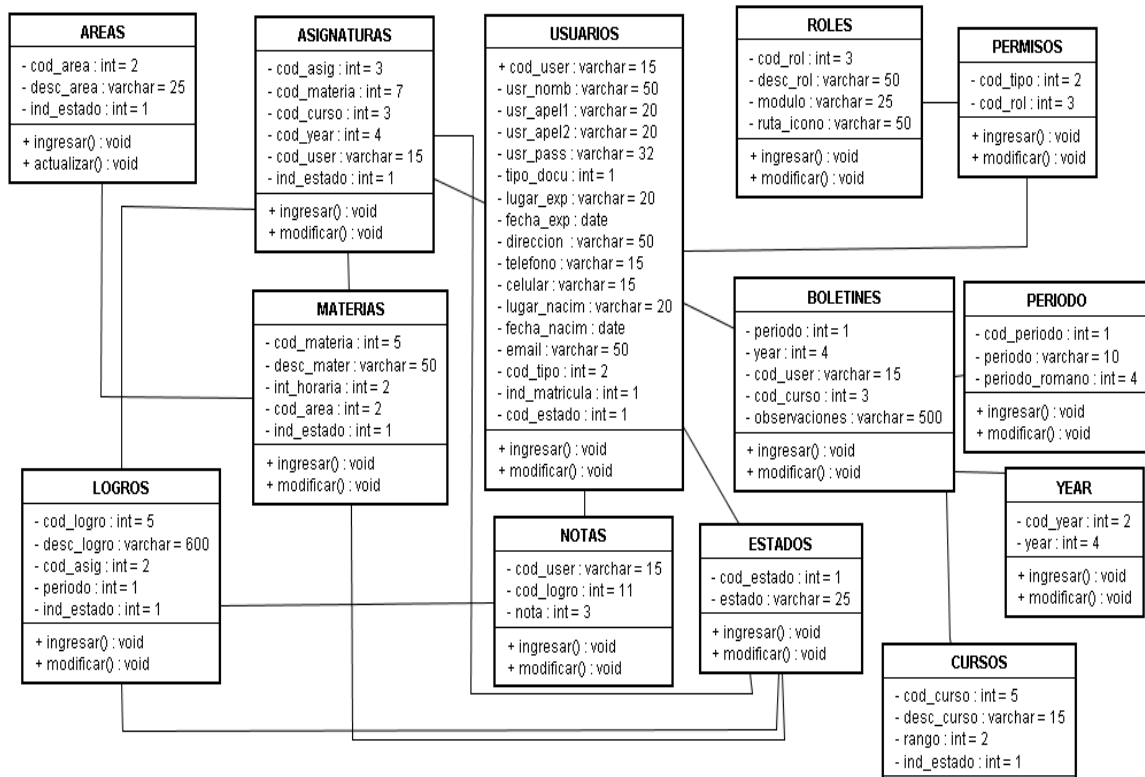 AREAS
- cod_area : int = 2
- desc_area : varchar = 25
- ind_estado : int = 1
+ ingresar() : void
+ actualizar() : void
ASIGNATURAS
- cod_asig : int = 3
- cod_materia : int = 7
- cod_curso : int = 3
- cod_year : int = 4
- cod_user : varchar = 15
- ind_estado : int = 1
+ ingresar() : void
+ modificar() : void
USUARIOS
+ cod_user : varchar = 15
- usr_nomb : varchar = 50
- usr_apel1 : varchar = 20
- usr_apel2 : varchar = 20
- usr_pass : varchar = 32
- tipo_docu : int = 1
- lugar_exp : varchar = 20
- fecha_exp : date
- direccion : varchar = 50
- telefono : varchar = 15
- celular : varchar = 15
- lugar_nacim : varchar = 20
- fecha_nacim : date
- email : varchar = 50
- cod_tipo : int = 2
- ind_matricula : int = 1
- cod_estado : int = 1
+ ingresar() : void
+ modificar() : void
ROLES
- cod_rol : int = 3
- desc_rol : varchar = 50
- modulo : varchar = 25
- ruta_icono : varchar = 50
+ ingresar() : void
+ modificar() : void
PERMISOS
- cod_tipo : int = 2
- cod_rol : int = 3
+ ingresar() : void
+ modificar() : void
MATERIAS
- cod_materia : int = 5
- desc_mater : varchar = 50
- int_horaria : int = 2
- cod_area : int = 2
- ind_estado : int = 1
+ ingresar() : void
+ modificar() : void
BOLETINES
- periodo : int = 1
- year : int = 4
- cod_user : varchar = 15
- cod_curso : int = 3
- observaciones : varchar = 500
+ ingresar() : void
+ modificar() : void
PERIODO
- cod_periodo : int = 1
- periodo : varchar = 10
- periodo_romano : int = 4
+ ingresar() : void
+ modificar() : void
LOGROS
- cod_logro : int = 5
- desc_logro : varchar = 600
- cod_asig : int = 2
- periodo : int = 1
- ind_estado : int = 1
+ ingresar() : void
+ modificar() : void
NOTAS
- cod_user : varchar = 15
- cod_logro : int = 11
- nota : int = 3
+ ingresar() : void
+ modificar() : void
ESTADOS
- cod_estado : int = 1
- estado : varchar = 25
+ ingresar() : void
+ modificar() : void
YEAR
- cod_year : int = 2
- year : int = 4
+ ingresar() : void
+ modificar() : void
CURSOS
- cod_curso : int = 5
- desc_curso : varchar = 15
- rango : int = 2
- ind_estado : int = 1